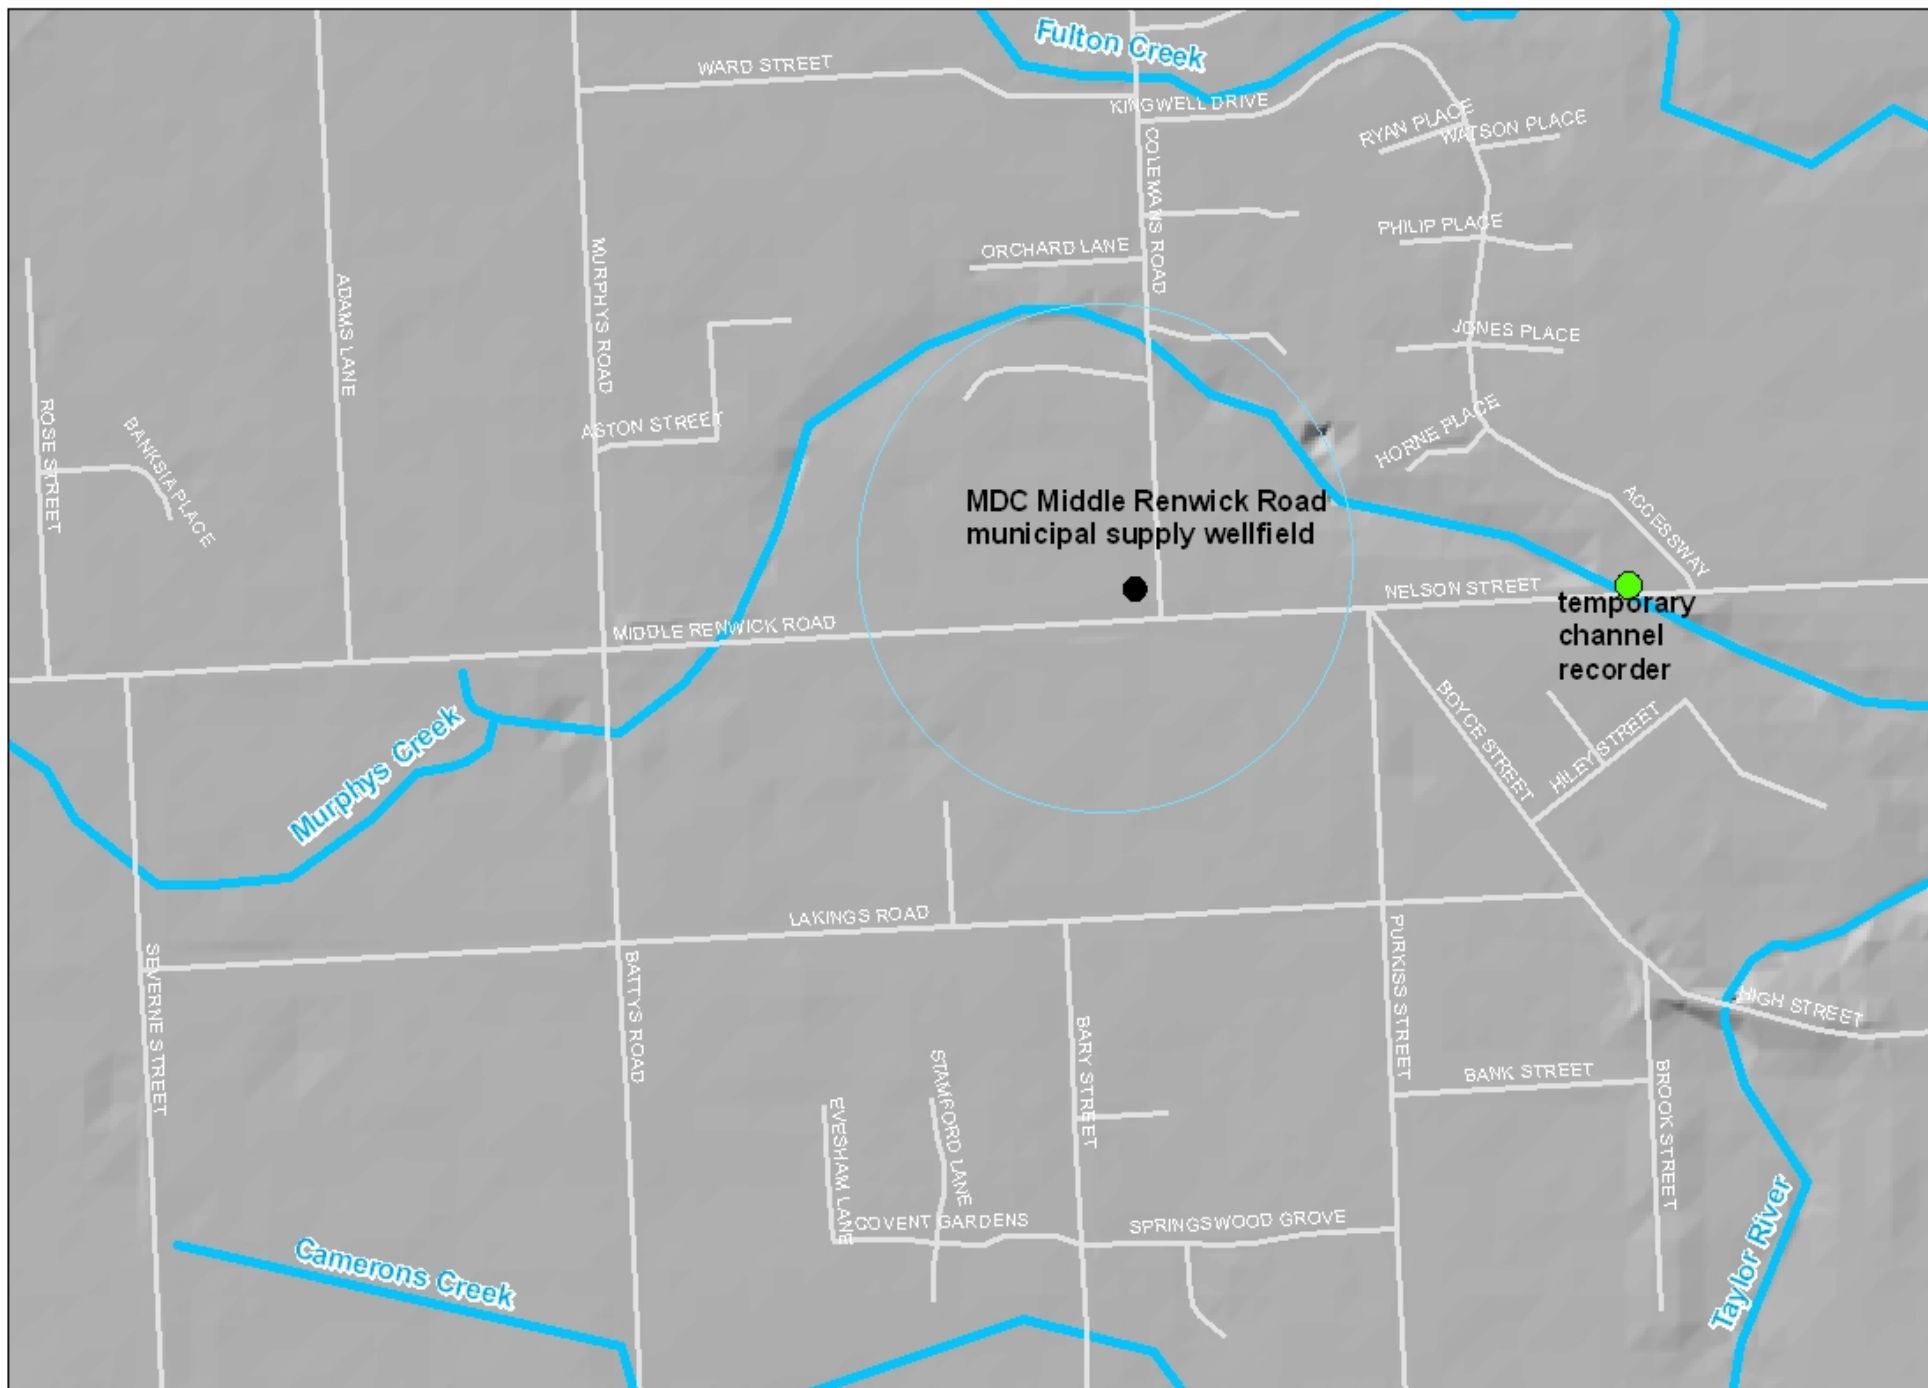 Fulton Creek
WARD STREET
KINGWELL DRIVE
RYAN PLACE
WATSON PLACE
COLEMANS ROAD
PHILIP PLACE
ORCHARD LANE
MURPHYS ROAD
ADAMS LANE
JONES PLACE
ROSE STREET
BANKSIA PLACE
ASTON STREET
HORNE PLACE
MDC Middle Renwick Road
municipal supply wellfield
ACCESSWAY
NELSON STREET
temporary
channel
recorder
MIDDLE RENWICK ROAD
Murphys Creek
BOYCE STREET
HILEY STREET
LAKINGS ROAD
SEVERNE STREET
BATTYS ROAD
PURKISS STREET
HIGH STREET
BARY STREET
STAMFORD LANE
EVESHAM LANE
BANK STREET
BROOK STREET
COVENT GARDENS
SPRINGSWOOD GROVE
Camerons Creek
Taylor River